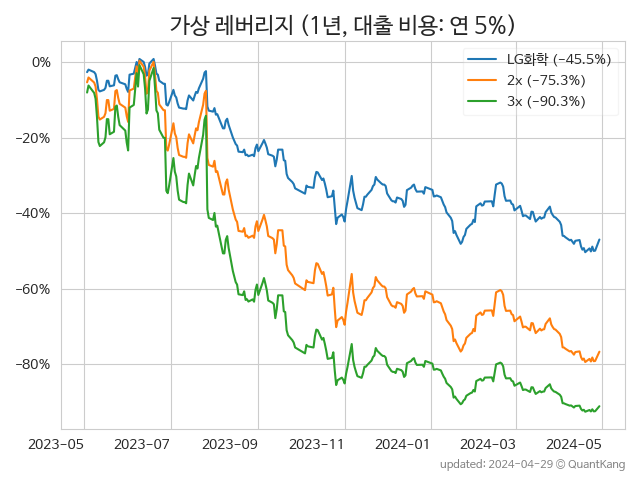 가상 레버리지 (1년, 대출 비용: 연 5%)
LG화학 (−45.5%)
2x (−75.3%)
3x (−90.3%)
0%
−20%
−40%
−60%
−80%
2023-05 2023-07 2023-09 2023-11 2024-01 2024-03 2024-05
updated: 2024-04-29 © QuantKang